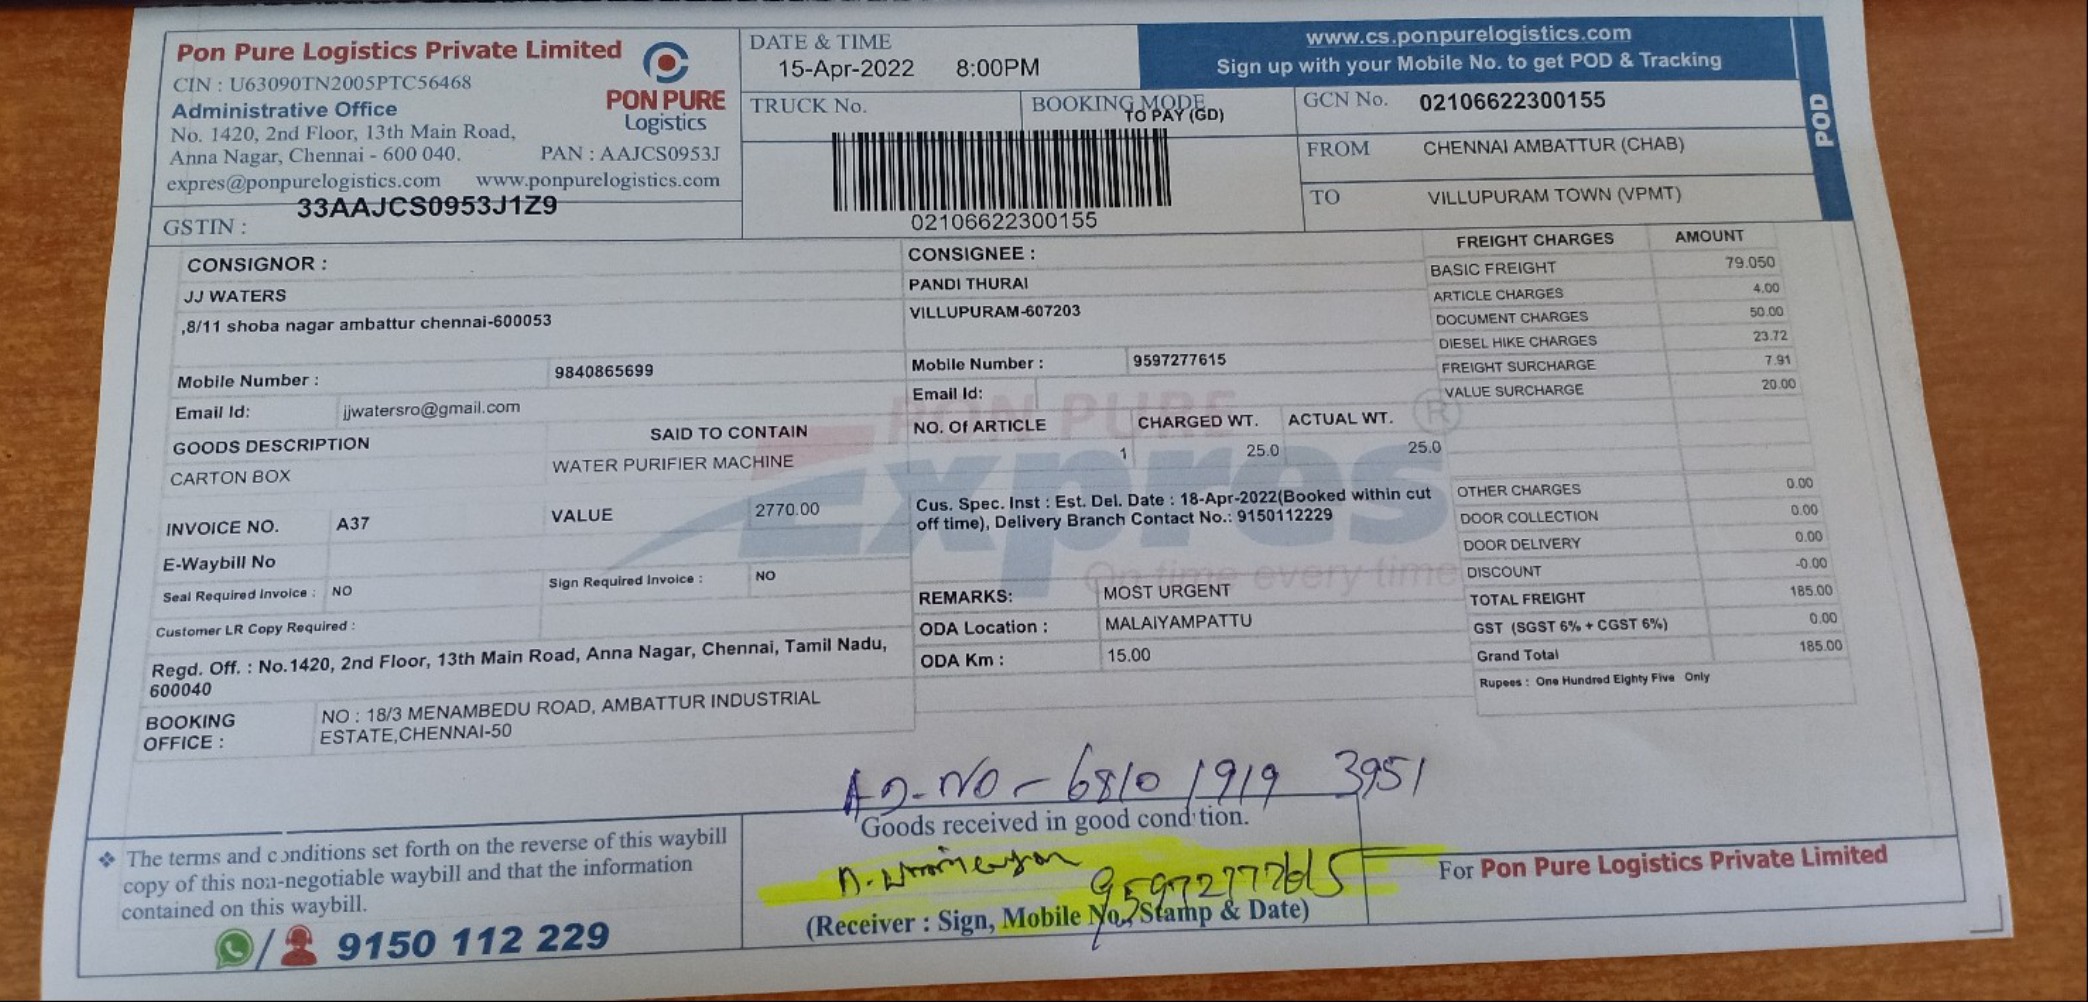 Pon Pure Logistics Private Limited
CIN : U63090TN2005PTC56468
Administrative Office
No. 1420, 2nd Floor, 13th Main Road,
Anna Nagar, Chennai - 600 040. PAN : AAJCS0953J
expres@ponpurelogistics.com www.ponpurelogistics.com
PON PURE
Logistics
GSTIN : 33AAJCS0953J1Z9
DATE & TIME
15-Apr-2022 8:00PM
TRUCK No.
BOOKING MODE
TO PAY (GD)
02106622300155
www.cs.ponpurelogistics.com
Sign up with your Mobile No. to get POD & Tracking
GCN No. 02106622300155
FROM CHENNAI AMBATTUR (CHAB)
TO VILLUPURAM TOWN (VPMT)
POD
CONSIGNOR :
JJ WATERS
,8/11 shoba nagar ambattur chennai-600053
Mobile Number : 9840865699
Email Id: jjwatersro@gmail.com
GOODS DESCRIPTION SAID TO CONTAIN
CARTON BOX WATER PURIFIER MACHINE
INVOICE NO. A37 VALUE 2770.00
E-Waybill No
Seal Required Invoice : NO Sign Required Invoice : NO
Customer LR Copy Required :
Regd. Off. : No.1420, 2nd Floor, 13th Main Road, Anna Nagar, Chennai, Tamil Nadu,
600040
BOOKING OFFICE : NO : 18/3 MENAMBEDU ROAD, AMBATTUR INDUSTRIAL
ESTATE,CHENNAI-50
CONSIGNEE :
PANDI THURAI
VILLUPURAM-607203
Mobile Number : 9597277615
Email Id:
NO. Of ARTICLE CHARGED WT. ACTUAL WT.
1 25.0 25.0
Cus. Spec. Inst : Est. Del. Date : 18-Apr-2022(Booked within cut
off time), Delivery Branch Contact No.: 9150112229
REMARKS: MOST URGENT
ODA Location : MALAIYAMPATTU
ODA Km : 15.00
PON PURE
Expres ®
On time every time
FREIGHT CHARGES AMOUNT
BASIC FREIGHT 79.050
ARTICLE CHARGES 4.00
DOCUMENT CHARGES 50.00
DIESEL HIKE CHARGES 23.72
FREIGHT SURCHARGE 7.91
VALUE SURCHARGE 20.00
OTHER CHARGES 0.00
DOOR COLLECTION 0.00
DOOR DELIVERY 0.00
DISCOUNT -0.00
TOTAL FREIGHT 185.00
GST (SGST 6% + CGST 6%) 0.00
Grand Total 185.00
Rupees : One Hundred Eighty Five Only
AD-NO - 6810 1919 3951
Goods received in good condition.
9597277615
(Receiver : Sign, Mobile No, Stamp & Date)
❖ The terms and conditions set forth on the reverse of this waybill
copy of this non-negotiable waybill and that the information
contained on this waybill.
/ 9150 112 229
For Pon Pure Logistics Private Limited